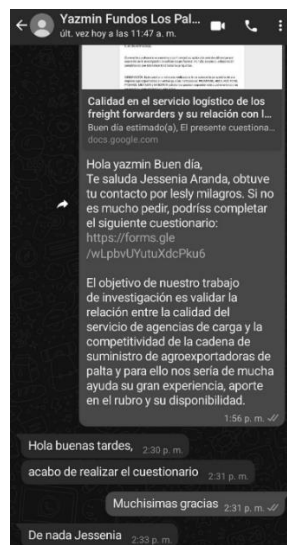 Yazmin Fundos Los Pal...
últ. vez hoy a las 11:47 a. m.
Calidad en el servicio logístico de los
freight forwarders y su relación con l...
Buen día estimado(a), El presente cuestiona...
docs.google.com
Hola yazmin Buen día,
Te saluda Jessenia Aranda, obtuve
tu contacto por lesly milagros. Si no
es mucho pedir, podríss completar
el siguiente cuestionario:
https://forms.gle
/wLpbvUYutuXdcPku6
El objetivo de nuestro trabajo
de investigación es validar la
relación entre la calidad del
servicio de agencias de carga y la
competitividad de la cadena de
suministro de agroexportadoras de
palta y para ello nos sería de mucha
ayuda su gran experiencia, aporte
en el rubro y su disponibilidad.
1:56 p. m.
Hola buenas tardes, 2:30 p. m.
acabo de realizar el cuestionario 2:31 p. m.
Muchisimas gracias 2:31 p. m.
De nada Jessenia 2:33 p. m.